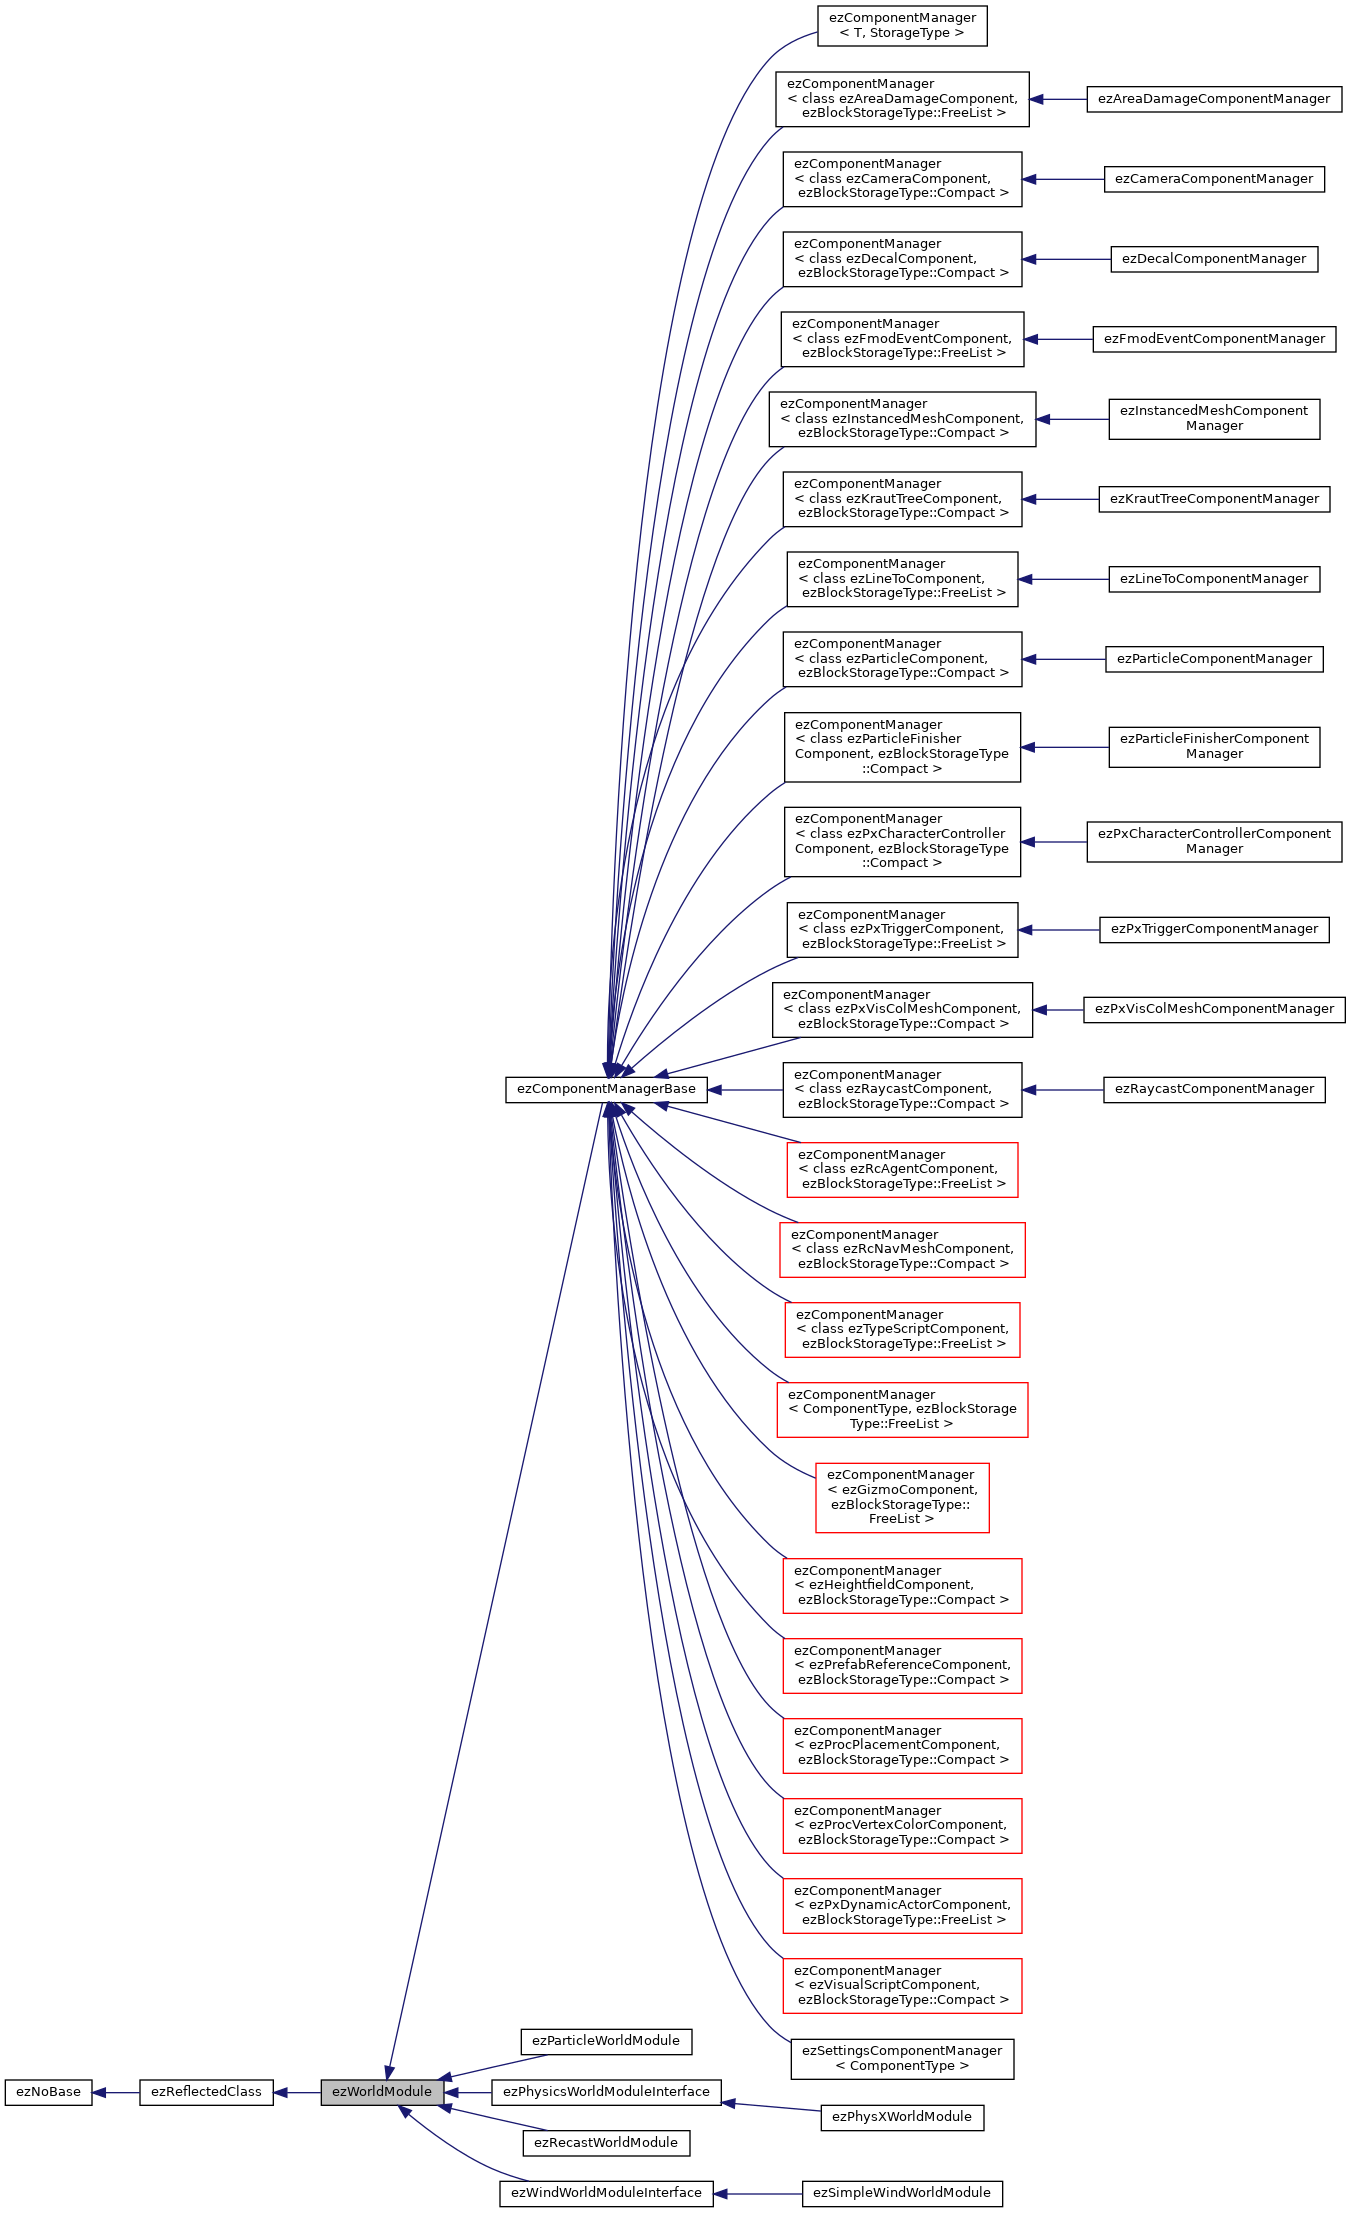 ezComponentManager
< T, StorageType >
ezComponentManager
< class ezAreaDamageComponent,
ezBlockStorageType::FreeList >
ezAreaDamageComponentManager
ezComponentManager
< class ezCameraComponent,
ezBlockStorageType::Compact >
ezCameraComponentManager
ezComponentManager
< class ezDecalComponent,
ezBlockStorageType::Compact >
ezDecalComponentManager
ezComponentManager
< class ezFmodEventComponent,
ezBlockStorageType::FreeList >
ezFmodEventComponentManager
ezComponentManager
< class ezInstancedMeshComponent,
ezBlockStorageType::Compact >
ezInstancedMeshComponent
Manager
ezComponentManager
< class ezKrautTreeComponent,
ezBlockStorageType::Compact >
ezKrautTreeComponentManager
ezComponentManager
< class ezLineToComponent,
ezBlockStorageType::FreeList >
ezLineToComponentManager
ezComponentManager
< class ezParticleComponent,
ezBlockStorageType::Compact >
ezParticleComponentManager
ezComponentManager
< class ezParticleFinisher
Component, ezBlockStorageType
::Compact >
ezParticleFinisherComponent
Manager
ezComponentManager
< class ezPxCharacterController
Component, ezBlockStorageType
::Compact >
ezPxCharacterControllerComponent
Manager
ezComponentManager
< class ezPxTriggerComponent,
ezBlockStorageType::FreeList >
ezPxTriggerComponentManager
ezComponentManager
< class ezPxVisColMeshComponent,
ezBlockStorageType::Compact >
ezPxVisColMeshComponentManager
ezComponentManagerBase
ezComponentManager
< class ezRaycastComponent,
ezBlockStorageType::Compact >
ezRaycastComponentManager
ezComponentManager
< class ezRcAgentComponent,
ezBlockStorageType::FreeList >
ezComponentManager
< class ezRcNavMeshComponent,
ezBlockStorageType::Compact >
ezComponentManager
< class ezTypeScriptComponent,
ezBlockStorageType::FreeList >
ezComponentManager
< ComponentType, ezBlockStorage
Type::FreeList >
ezComponentManager
< ezGizmoComponent,
ezBlockStorageType::
FreeList >
ezComponentManager
< ezHeightfieldComponent,
ezBlockStorageType::Compact >
ezComponentManager
< ezPrefabReferenceComponent,
ezBlockStorageType::Compact >
ezComponentManager
< ezProcPlacementComponent,
ezBlockStorageType::Compact >
ezComponentManager
< ezProcVertexColorComponent,
ezBlockStorageType::Compact >
ezComponentManager
< ezPxDynamicActorComponent,
ezBlockStorageType::FreeList >
ezComponentManager
< ezVisualScriptComponent,
ezBlockStorageType::Compact >
ezSettingsComponentManager
< ComponentType >
ezParticleWorldModule
ezNoBase
ezReflectedClass
ezWorldModule
ezPhysicsWorldModuleInterface
ezPhysXWorldModule
ezRecastWorldModule
ezWindWorldModuleInterface
ezSimpleWindWorldModule